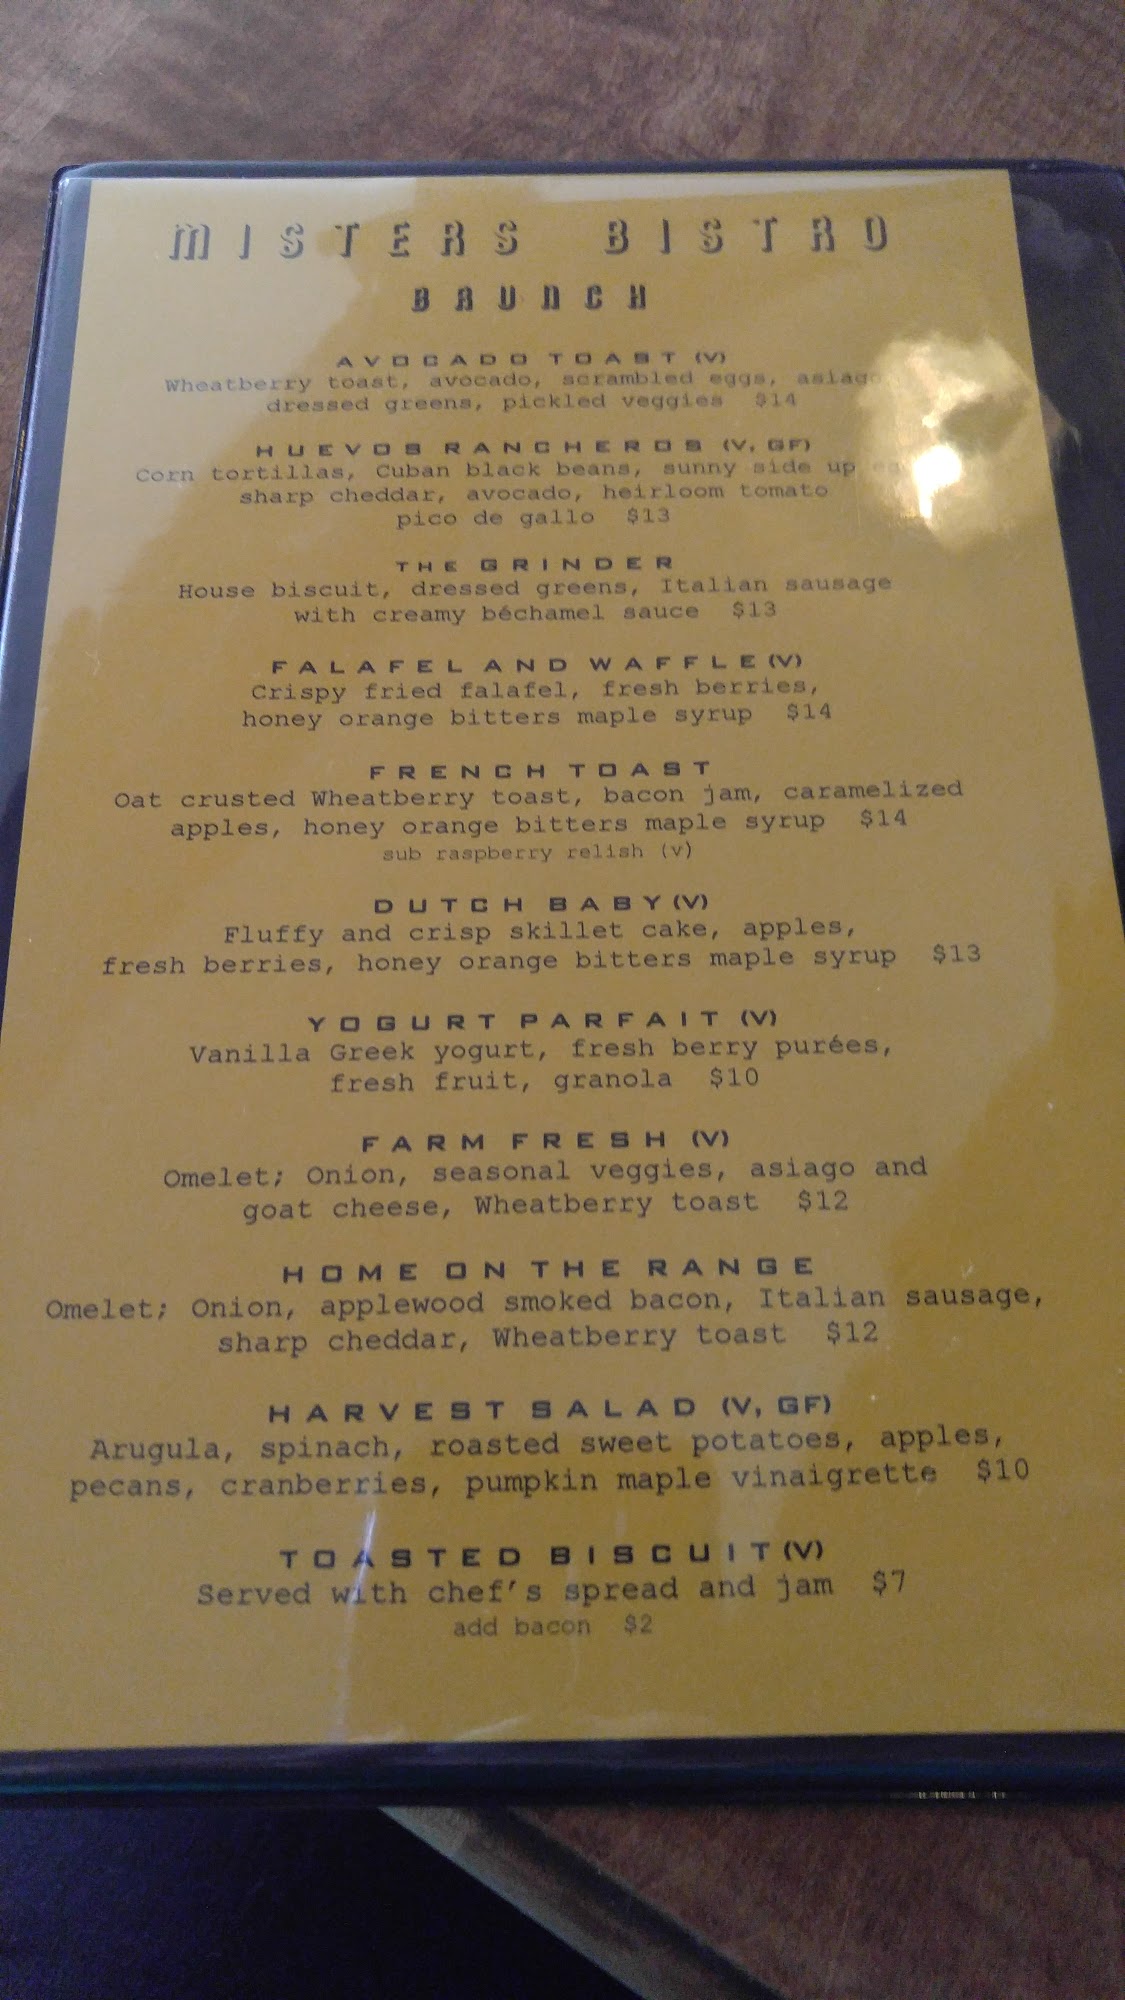 MISTERS BISTRO
BRUNCH
AVOCADO TOAST (V)
Wheatberry toast, avocado, scrambled eggs, asiago
dressed greens, pickled veggies $14
HUEVOS RANCHEROS (V, GF)
Corn tortillas, Cuban black beans, sunny side up
sharp cheddar, avocado, heirloom tomato
pico de gallo $13
THE GRINDER
House biscuit, dressed greens, Italian sausage
with creamy béchamel sauce $13
FALAFEL AND WAFFLE (V)
Crispy fried falafel, fresh berries,
honey orange bitters maple syrup $14
FRENCH TOAST
Oat crusted Wheatberry toast, bacon jam, caramelized
apples, honey orange bitters maple syrup $14
sub raspberry relish (v)
DUTCH BABY (V)
Fluffy and crisp skillet cake, apples,
fresh berries, honey orange bitters maple syrup $13
YOGURT PARFAIT (V)
Vanilla Greek yogurt, fresh berry purées,
fresh fruit, granola $10
FARM FRESH (V)
Omelet; Onion, seasonal veggies, asiago and
goat cheese, Wheatberry toast $12
HOME ON THE RANGE
Omelet; Onion, applewood smoked bacon, Italian sausage,
sharp cheddar, Wheatberry toast $12
HARVEST SALAD (V, GF)
Arugula, spinach, roasted sweet potatoes, apples,
pecans, cranberries, pumpkin maple vinaigrette $10
TOASTED BISCUIT (V)
Served with chef's spread and jam $7
add bacon $2